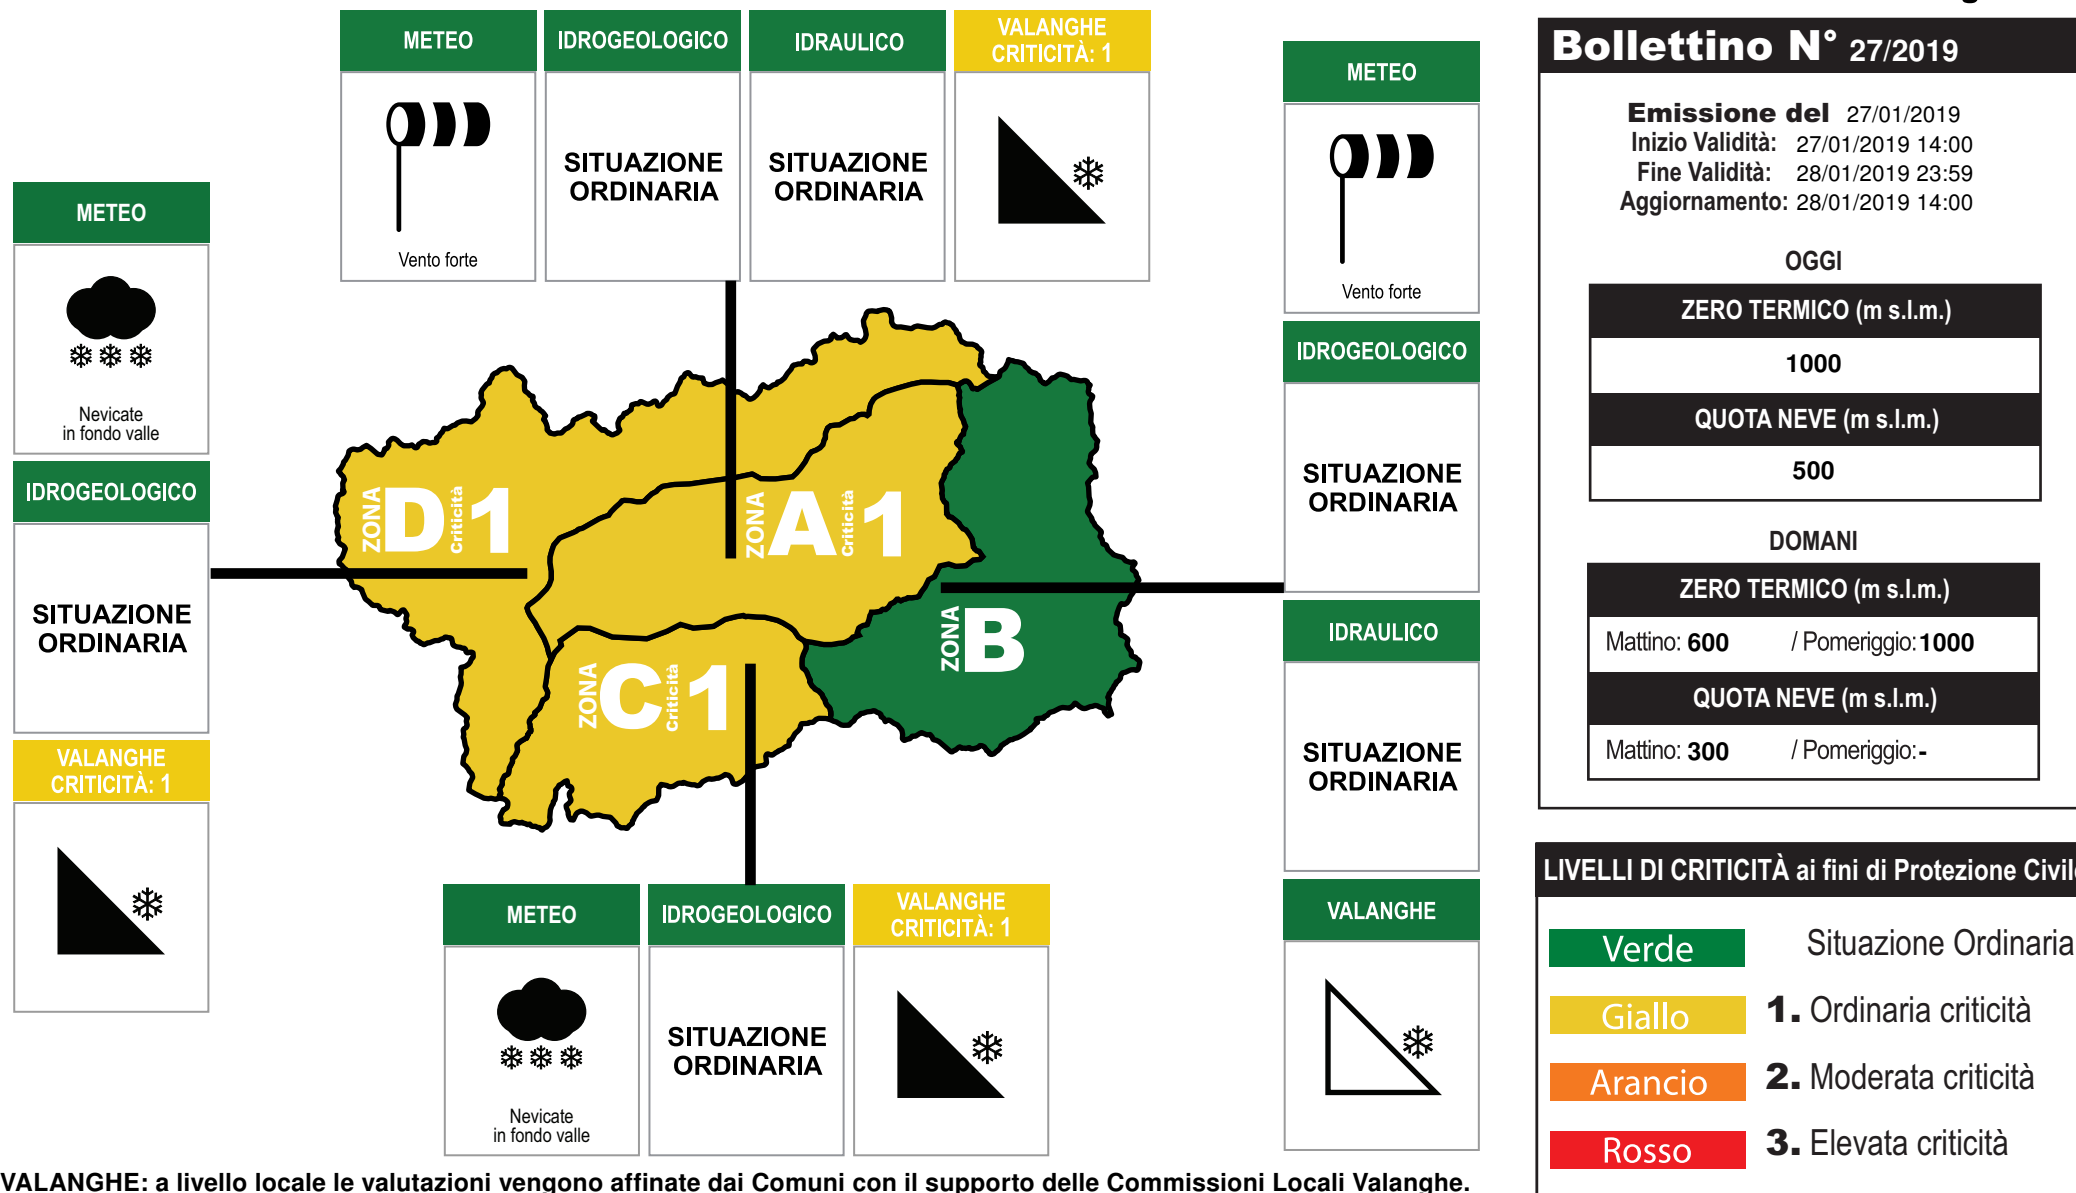 METEO
Vento forte
IDROGEOLOGICO
SITUAZIONE
ORDINARIA
IDRAULICO
SITUAZIONE
ORDINARIA
VALANGHE
CRITICITÀ: 1
METEO
Nevicate
in fondo valle
IDROGEOLOGICO
SITUAZIONE
ORDINARIA
VALANGHE
CRITICITÀ: 1
ZONA D Criticità 1
ZONA A Criticità 1
ZONA B
ZONA C Criticità 1
METEO
Nevicate
in fondo valle
IDROGEOLOGICO
SITUAZIONE
ORDINARIA
VALANGHE
CRITICITÀ: 1
METEO
Vento forte
IDROGEOLOGICO
SITUAZIONE
ORDINARIA
IDRAULICO
SITUAZIONE
ORDINARIA
VALANGHE
Bollettino N° 27/2019
Emissione del 27/01/2019
Inizio Validità: 27/01/2019 14:00
Fine Validità: 28/01/2019 23:59
Aggiornamento: 28/01/2019 14:00
OGGI
ZERO TERMICO (m s.l.m.)
1000
QUOTA NEVE (m s.l.m.)
500
DOMANI
ZERO TERMICO (m s.l.m.)
Mattino: 600 / Pomeriggio: 1000
QUOTA NEVE (m s.l.m.)
Mattino: 300 / Pomeriggio: -
LIVELLI DI CRITICITÀ ai fini di Protezione Civile
Verde Situazione Ordinaria
Giallo 1. Ordinaria criticità
Arancio 2. Moderata criticità
Rosso 3. Elevata criticità
VALANGHE: a livello locale le valutazioni vengono affinate dai Comuni con il supporto delle Commissioni Locali Valanghe.